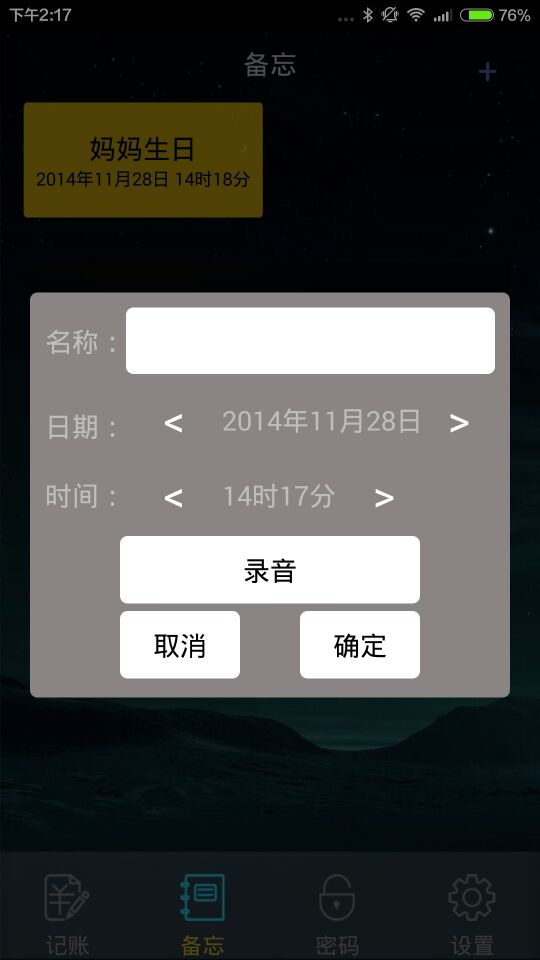 下午2:17 ... 76%
备忘 +
妈妈生日
2014年11月28日 14时18分
名称：
日期： < 2014年11月28日 >
时间： < 14时17分 >
录音
取消 确定
记账 备忘 密码 设置